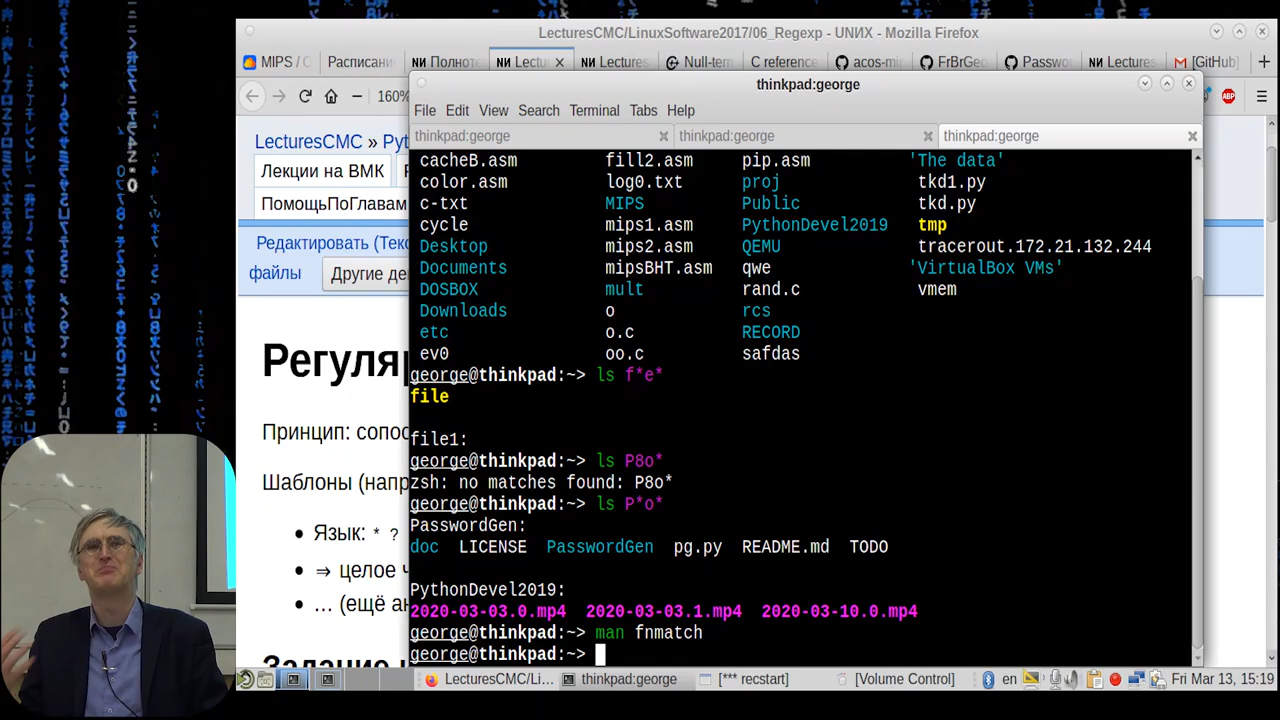 LecturesCMC/LinuxSoftware2017/06_Regexp - UNИX - Mozilla Firefox
MIPS / C Расписани Полноте Lectu Lectures Null-tern C reference acos-mi FrBrGeo Passwo Lectures [GitHub]
160%
thinkpad:george
File Edit View Search Terminal Tabs Help
thinkpad:george thinkpad:george thinkpad:george
LecturesCMC » Pyt
Лекции на ВМК
ПомощьПоГлавам
Редактировать (Текс
файлы Другие де
Регуляр
Принцип: сопос
Шаблоны (напр
Язык: * ?
⇒ целое ч
… (ещё ан
cacheB.asm fill2.asm pip.asm 'The data'
color.asm log0.txt proj tkd1.py
c-txt MIPS Public tkd.py
cycle mips1.asm PythonDevel2019 tmp
Desktop mips2.asm QEMU tracerout.172.21.132.244
Documents mipsBHT.asm qwe 'VirtualBox VMs'
DOSBOX mult rand.c vmem
Downloads o rcs
etc o.c RECORD
ev0 oo.c safdas
george@thinkpad:~> ls f*e*
file
file1:
george@thinkpad:~> ls P8o*
zsh: no matches found: P8o*
george@thinkpad:~> ls P*o*
PasswordGen:
doc LICENSE PasswordGen pg.py README.md TODO
PythonDevel2019:
2020-03-03.0.mp4 2020-03-03.1.mp4 2020-03-10.0.mp4
george@thinkpad:~> man fnmatch
george@thinkpad:~>
LecturesCMC/Li... thinkpad:george [*** recstart] [Volume Control] en Fri Mar 13, 15:19